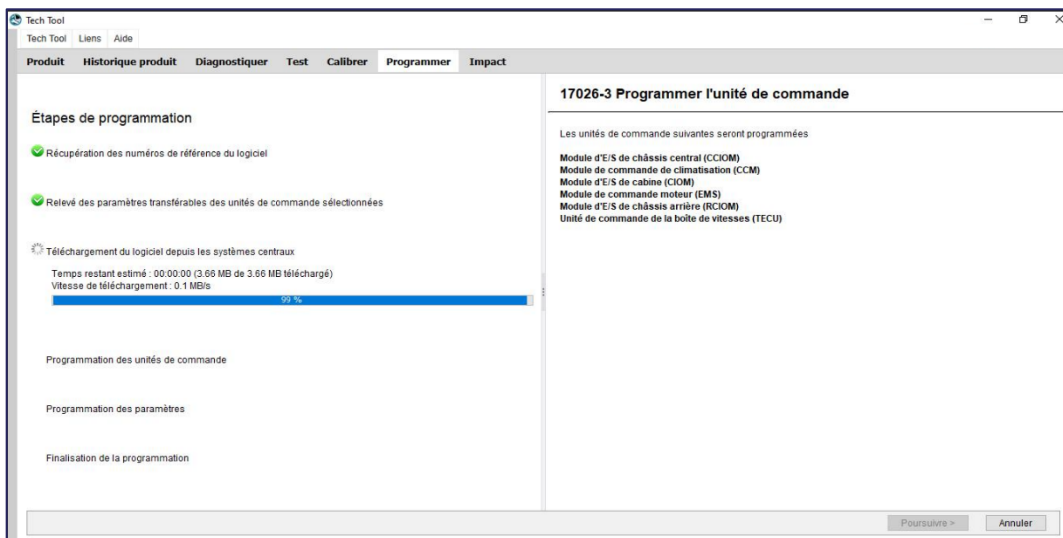 Tech Tool
Tech Tool Liens Aide
Produit Historique produit Diagnostiquer Test Calibrer Programmer Impact
Étapes de programmation
Récupération des numéros de référence du logiciel
Relevé des paramètres transférables des unités de commande sélectionnées
Téléchargement du logiciel depuis les systèmes centraux
Temps restant estimé : 00:00:00 (3.66 MB de 3.66 MB téléchargé)
Vitesse de téléchargement : 0.1 MB/s
99 %
Programmation des unités de commande
Programmation des paramètres
Finalisation de la programmation
17026-3 Programmer l'unité de commande
Les unités de commande suivantes seront programmées
Module d'E/S de châssis central (CCIOM)
Module de commande de climatisation (CCM)
Module d'E/S de cabine (CIOM)
Module de commande moteur (EMS)
Module d'E/S de châssis arrière (RCIOM)
Unité de commande de la boîte de vitesses (TECU)
Poursuivre > Annuler